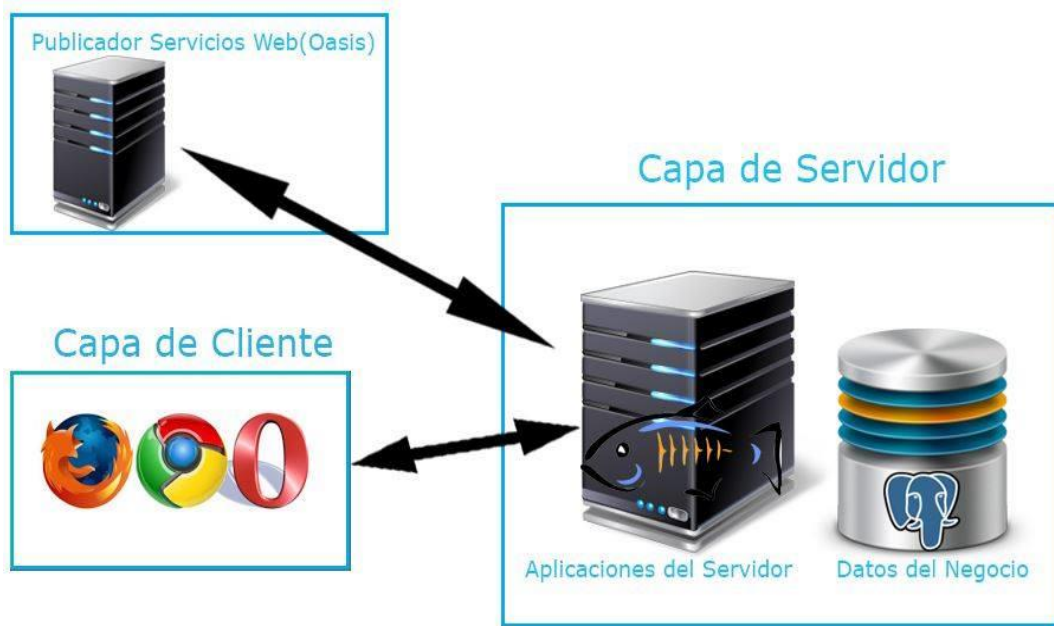 Publicador Servicios Web(Oasis)
Capa de Servidor
Capa de Cliente
Aplicaciones del Servidor
Datos del Negocio